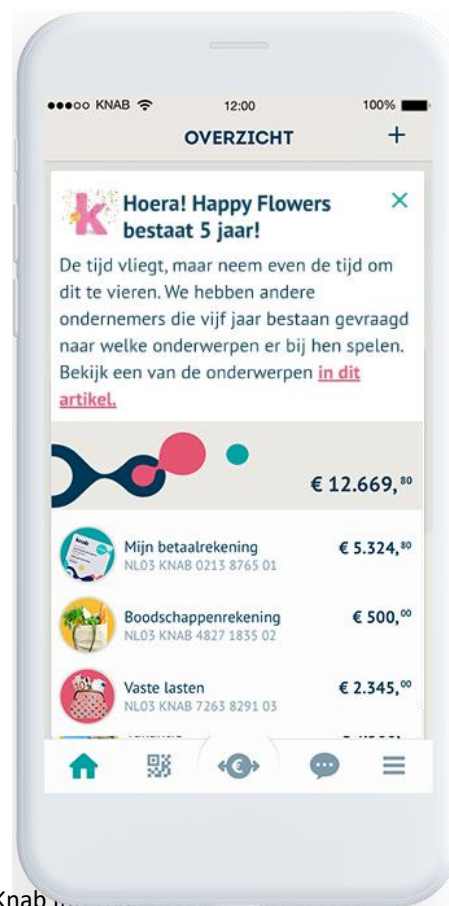 KNAB 12:00 100%
OVERZICHT +
Hoera! Happy Flowers
bestaat 5 jaar!
De tijd vliegt, maar neem even de tijd om
dit te vieren. We hebben andere
ondernemers die vijf jaar bestaan gevraagd
naar welke onderwerpen er bij hen spelen.
Bekijk een van de onderwerpen in dit
artikel.
€ 12.669,80
Mijn betaalrekening € 5.324,80
NL03 KNAB 0213 8765 01
Boodschappenrekening € 500,00
NL03 KNAB 4827 1835 02
Vaste lasten € 2.345,00
NL03 KNAB 7263 8291 03
Knab